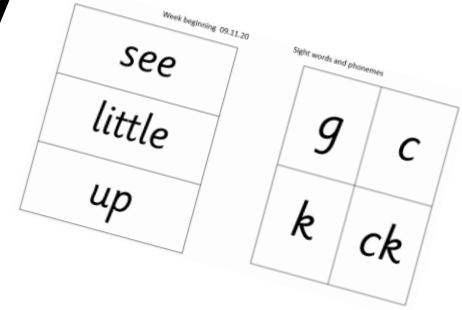 Week beginning 09.11.20
see
little
up
Sight words and phonemes
g c
k ck